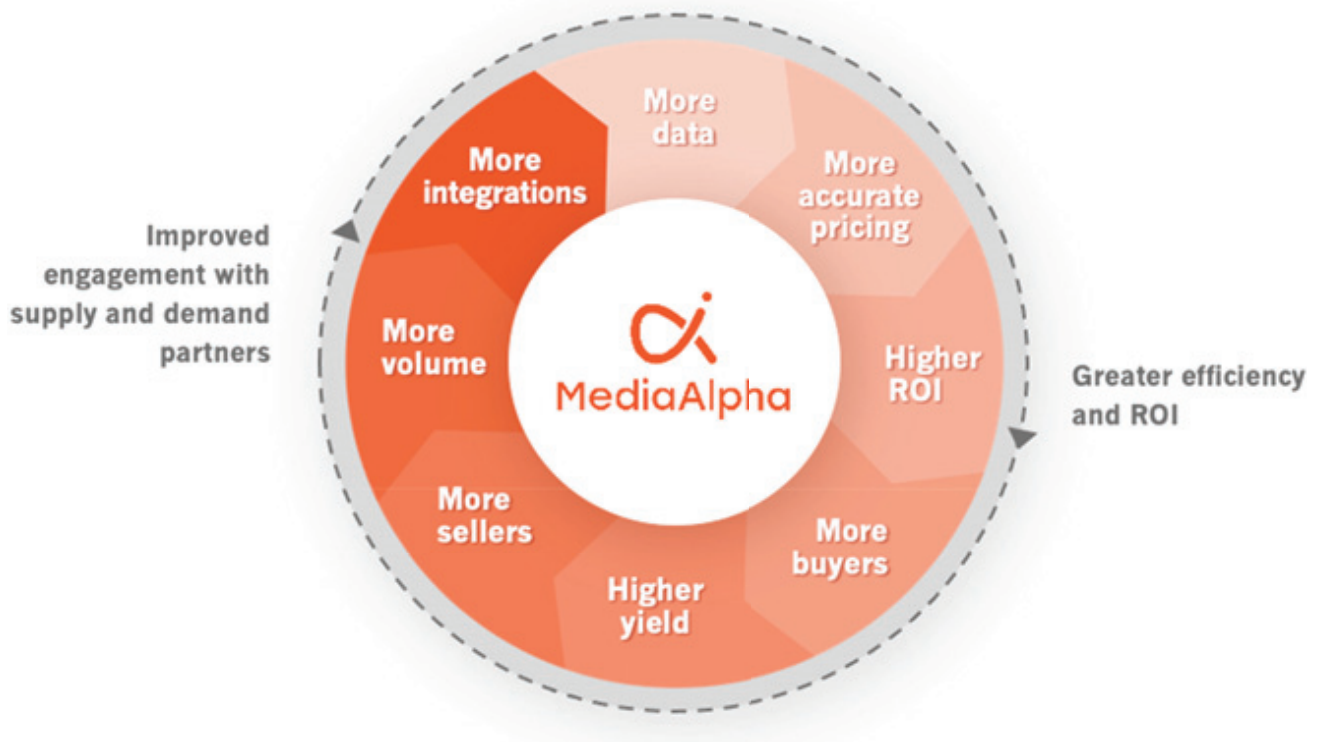 More
data
More
accurate
pricing
Higher
ROI
More
buyers
Higher
yield
More
sellers
More
volume
More
integrations
MediaAlpha
Improved
engagement with
supply and demand
partners
Greater efficiency
and ROI